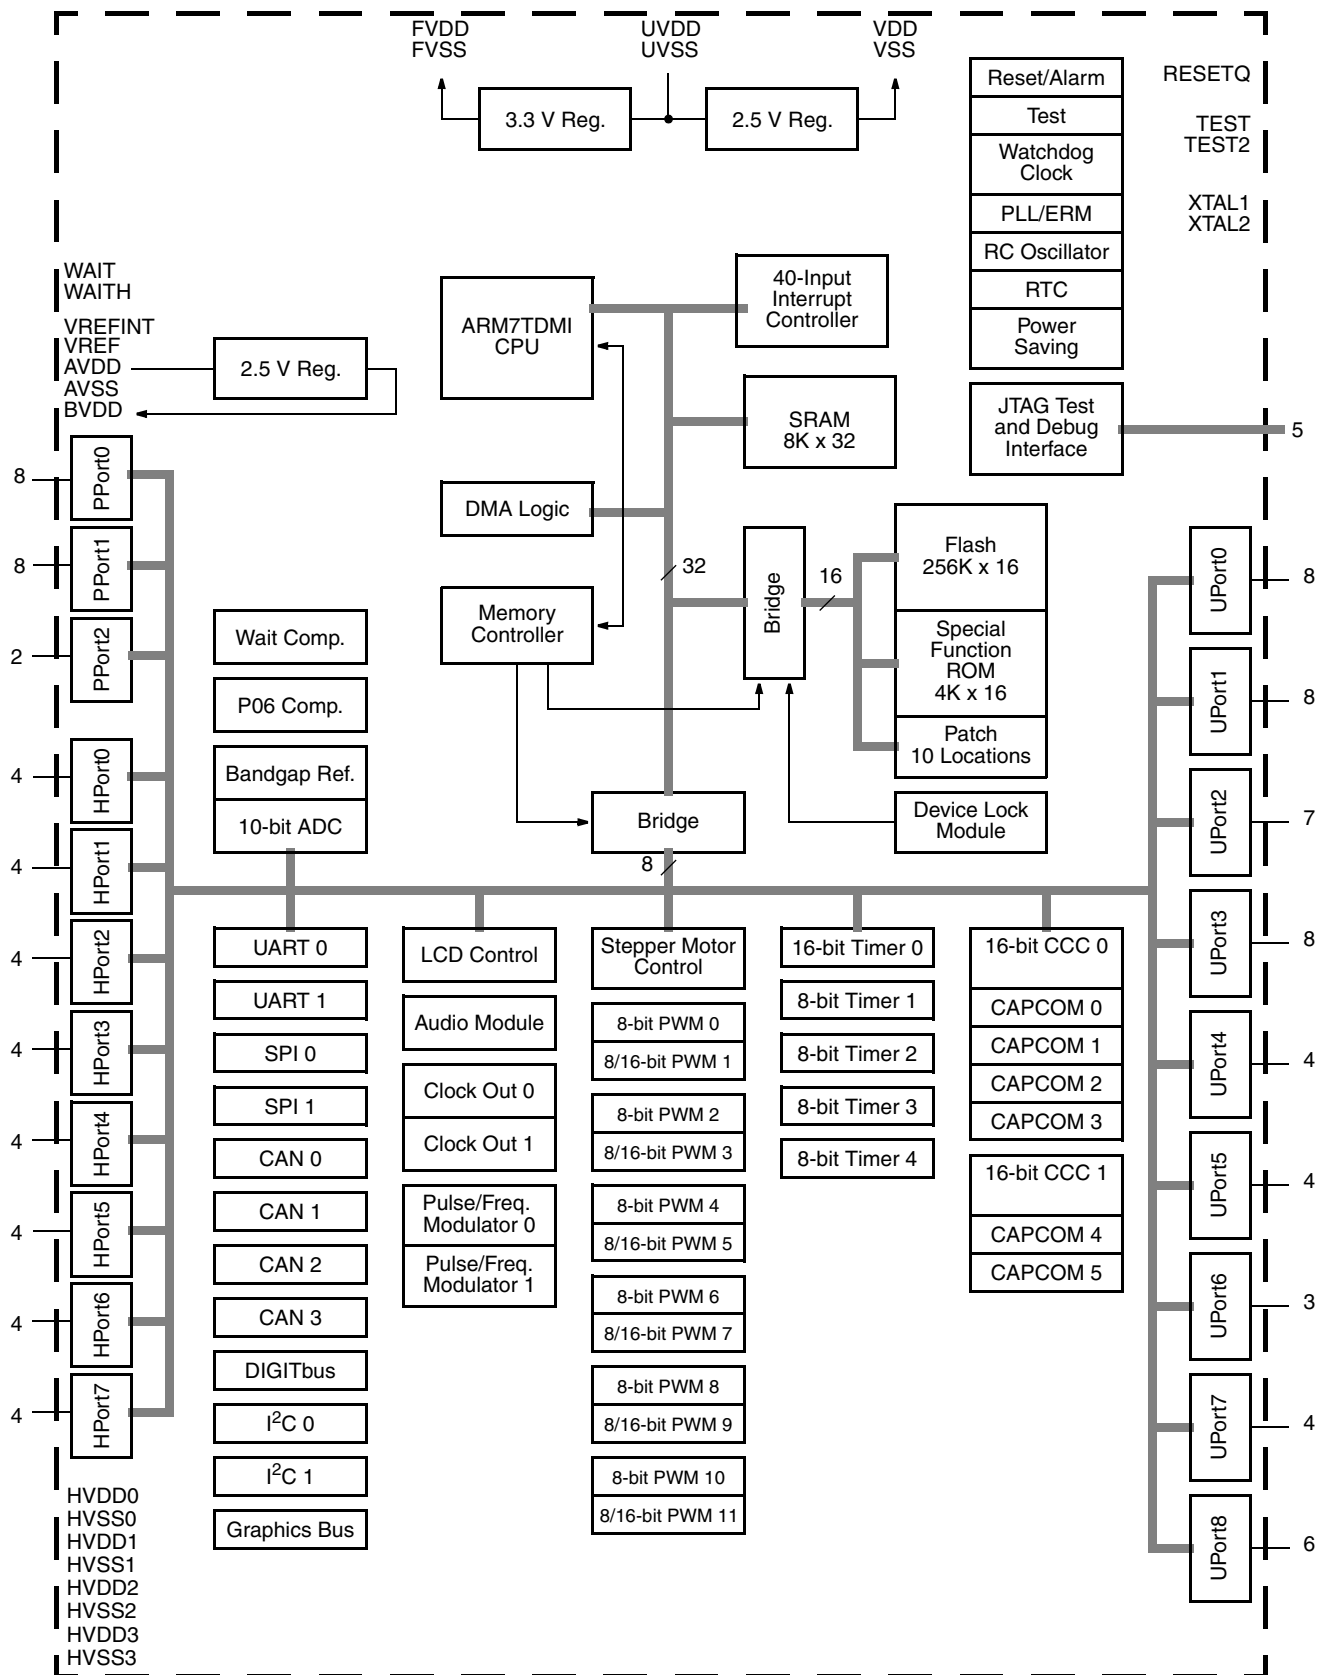 FVDD
FVSS
UVDD
UVSS
VDD
VSS
3.3 V Reg.
2.5 V Reg.
Reset/Alarm
Test
Watchdog
Clock
PLL/ERM
RC Oscillator
RTC
Power
Saving
RESETQ
TEST
TEST2
XTAL1
XTAL2
WAIT
WAITH
VREFINT
VREF
AVDD
AVSS
BVDD
2.5 V Reg.
ARM7TDMI
CPU
40-Input
Interrupt
Controller
SRAM
8K x 32
JTAG Test
and Debug
Interface
5
DMA Logic
32
Memory
Controller
Bridge
16
Flash
256K x 16
Special
Function
ROM
4K x 16
Patch
10 Locations
Device Lock
Module
Bridge
8
8
PPort0
8
PPort1
2
PPort2
4
HPort0
4
HPort1
4
HPort2
4
HPort3
4
HPort4
4
HPort5
4
HPort6
4
HPort7
Wait Comp.
P06 Comp.
Bandgap Ref.
10-bit ADC
UART 0
UART 1
SPI 0
SPI 1
CAN 0
CAN 1
CAN 2
CAN 3
DIGITbus
I²C 0
I²C 1
Graphics Bus
LCD Control
Audio Module
Clock Out 0
Clock Out 1
Pulse/Freq.
Modulator 0
Pulse/Freq.
Modulator 1
Stepper Motor
Control
8-bit PWM 0
8/16-bit PWM 1
8-bit PWM 2
8/16-bit PWM 3
8-bit PWM 4
8/16-bit PWM 5
8-bit PWM 6
8/16-bit PWM 7
8-bit PWM 8
8/16-bit PWM 9
8-bit PWM 10
8/16-bit PWM 11
16-bit Timer 0
8-bit Timer 1
8-bit Timer 2
8-bit Timer 3
8-bit Timer 4
16-bit CCC 0
CAPCOM 0
CAPCOM 1
CAPCOM 2
CAPCOM 3
16-bit CCC 1
CAPCOM 4
CAPCOM 5
UPort0
8
UPort1
8
UPort2
7
UPort3
8
UPort4
4
UPort5
4
UPort6
3
UPort7
4
UPort8
6
HVDD0
HVSS0
HVDD1
HVSS1
HVDD2
HVSS2
HVDD3
HVSS3